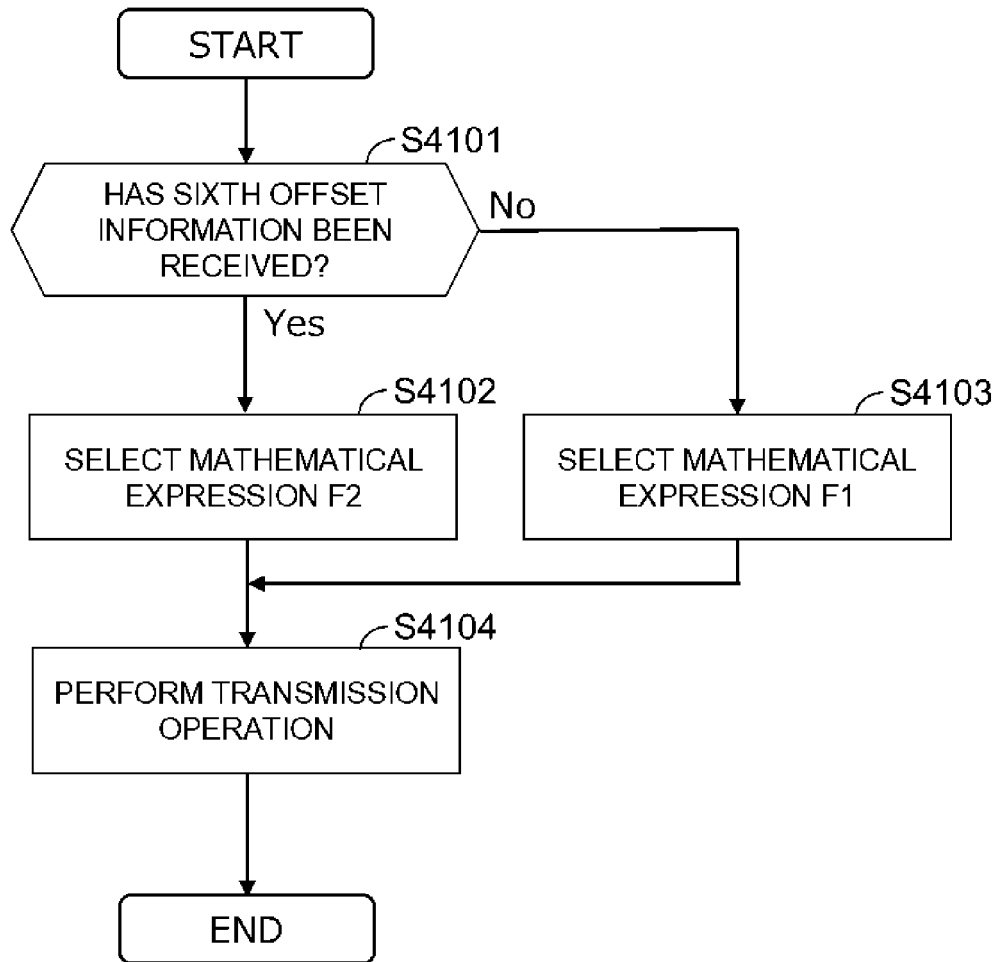 START
S4101
HAS SIXTH OFFSET
INFORMATION BEEN
RECEIVED?
No
Yes
S4102
SELECT MATHEMATICAL
EXPRESSION F2
S4103
SELECT MATHEMATICAL
EXPRESSION F1
S4104
PERFORM TRANSMISSION
OPERATION
END